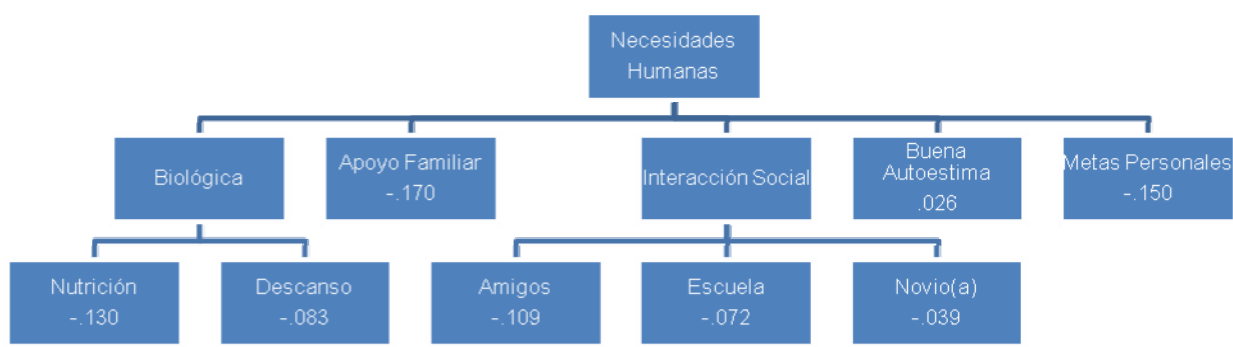 Necesidades
Humanas
Biológica
Apoyo Familiar
-.170
Interacción Social
Buena
Autoestima
.026
Metas Personales
-.150
Nutrición
-.130
Descanso
-.083
Amigos
-.109
Escuela
-.072
Novio(a)
-.039